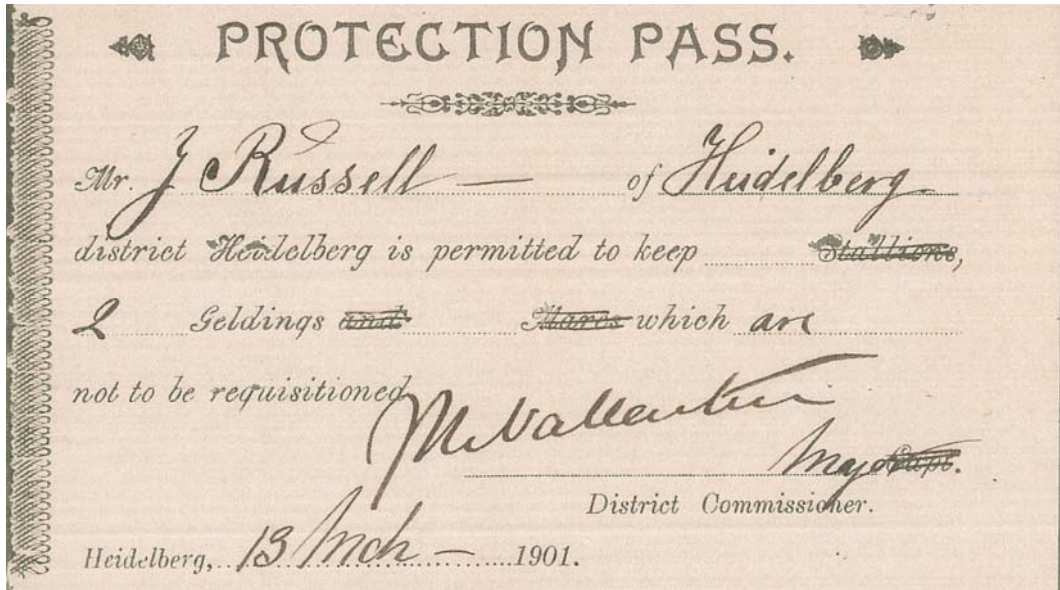 PROTECTION PASS.
Mr. J Russell — of Heidelberg.
district Heidelberg is permitted to keep Stallions,
2 Geldings and Mares which are
not to be requisitioned
Vallentin
Major Capt.
District Commissioner.
Heidelberg, 13 Mch — 1901.